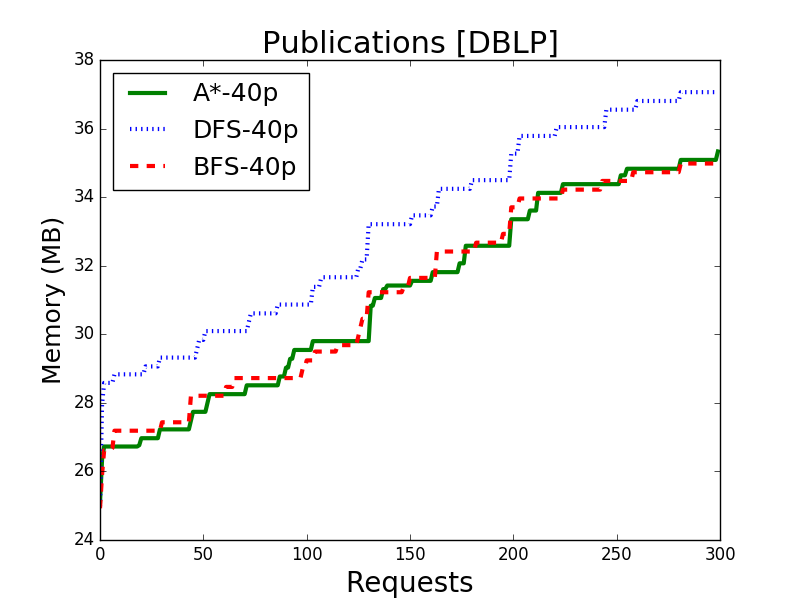 Publications [DBLP]
A*-40p
DFS-40p
BFS-40p
Memory (MB)
38
36
34
32
30
28
26
24
0 50 100 150 200 250 300
Requests